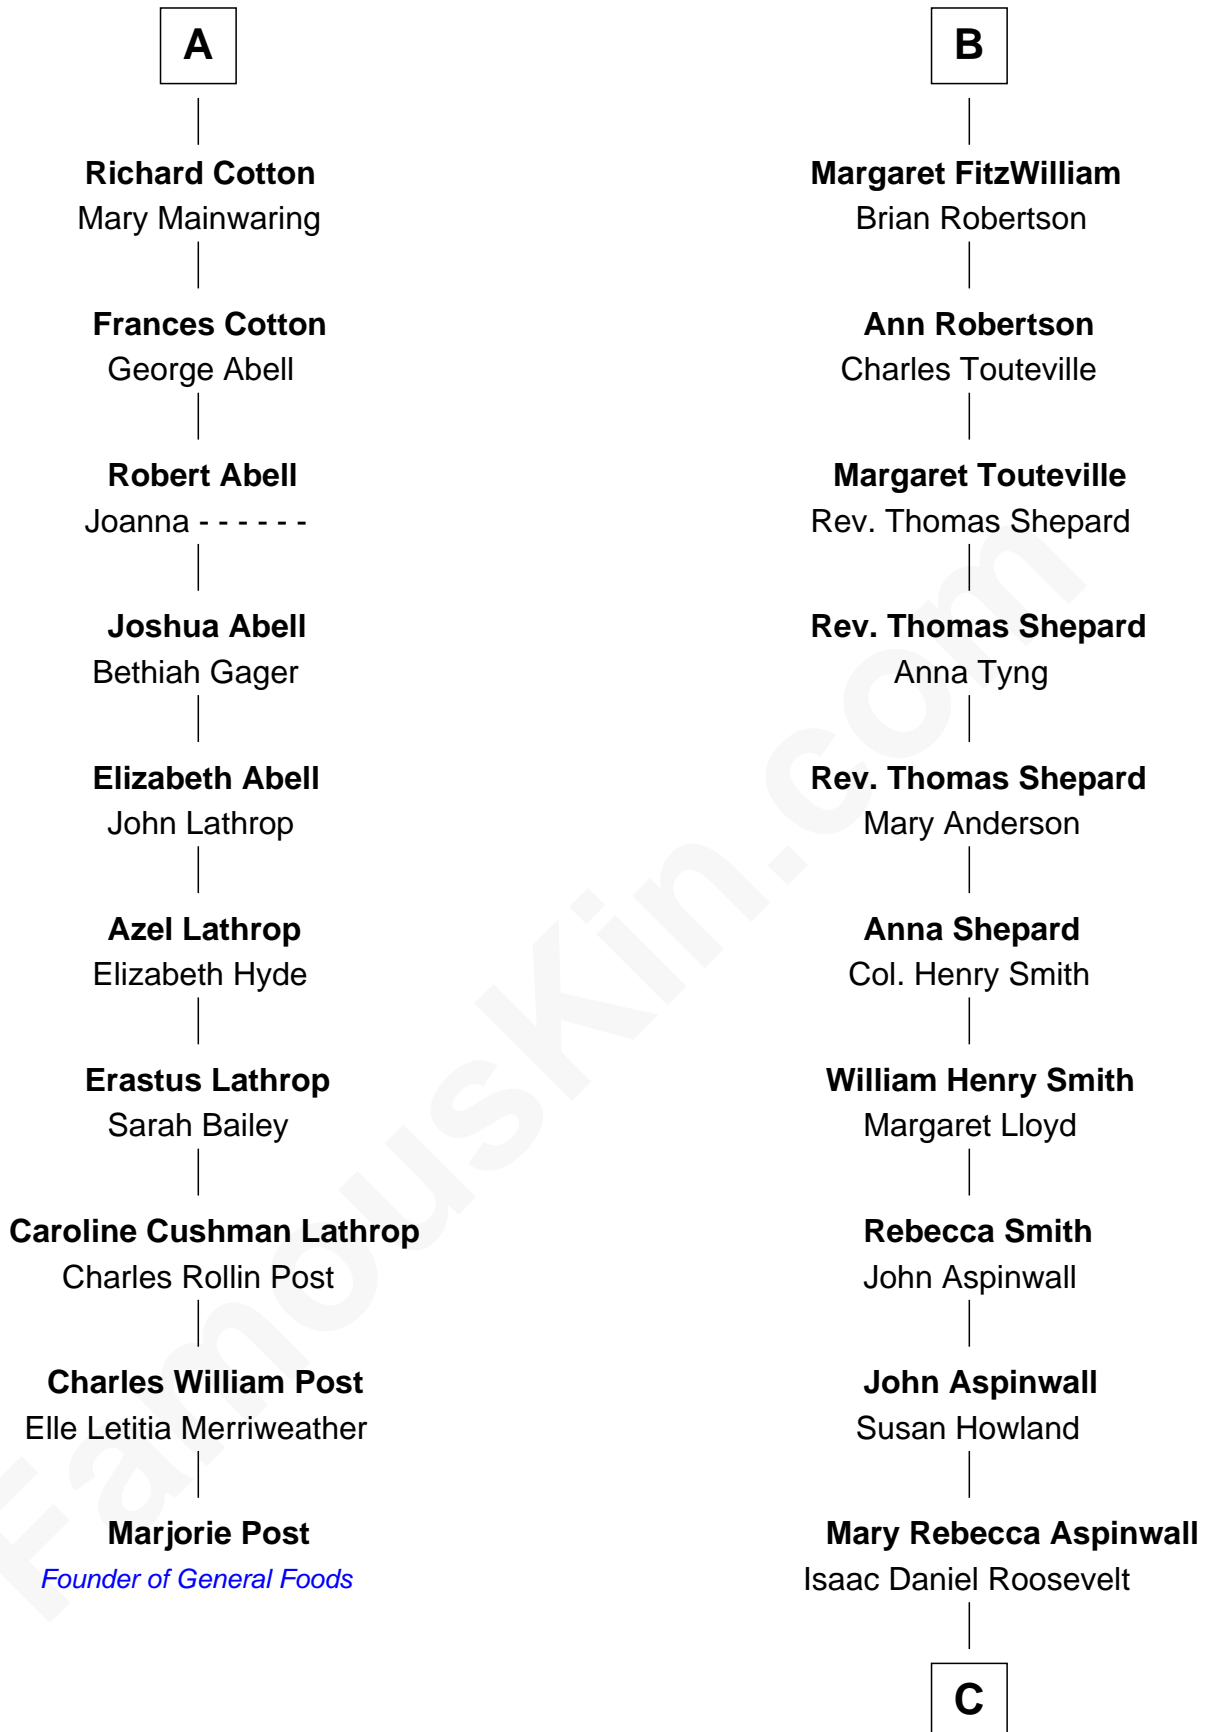 A
Richard Cotton
Mary Mainwaring
Frances Cotton
George Abell
Robert Abell
Joanna - - - - - -
Joshua Abell
Bethiah Gager
Elizabeth Abell
John Lathrop
Azel Lathrop
Elizabeth Hyde
Erastus Lathrop
Sarah Bailey
Caroline Cushman Lathrop
Charles Rollin Post
Charles William Post
Elle Letitia Merriweather
Marjorie Post
Founder of General Foods
B
Margaret FitzWilliam
Brian Robertson
Ann Robertson
Charles Touteville
Margaret Touteville
Rev. Thomas Shepard
Rev. Thomas Shepard
Anna Tyng
Rev. Thomas Shepard
Mary Anderson
Anna Shepard
Col. Henry Smith
William Henry Smith
Margaret Lloyd
Rebecca Smith
John Aspinwall
John Aspinwall
Susan Howland
Mary Rebecca Aspinwall
Isaac Daniel Roosevelt
C
FamousKin.com